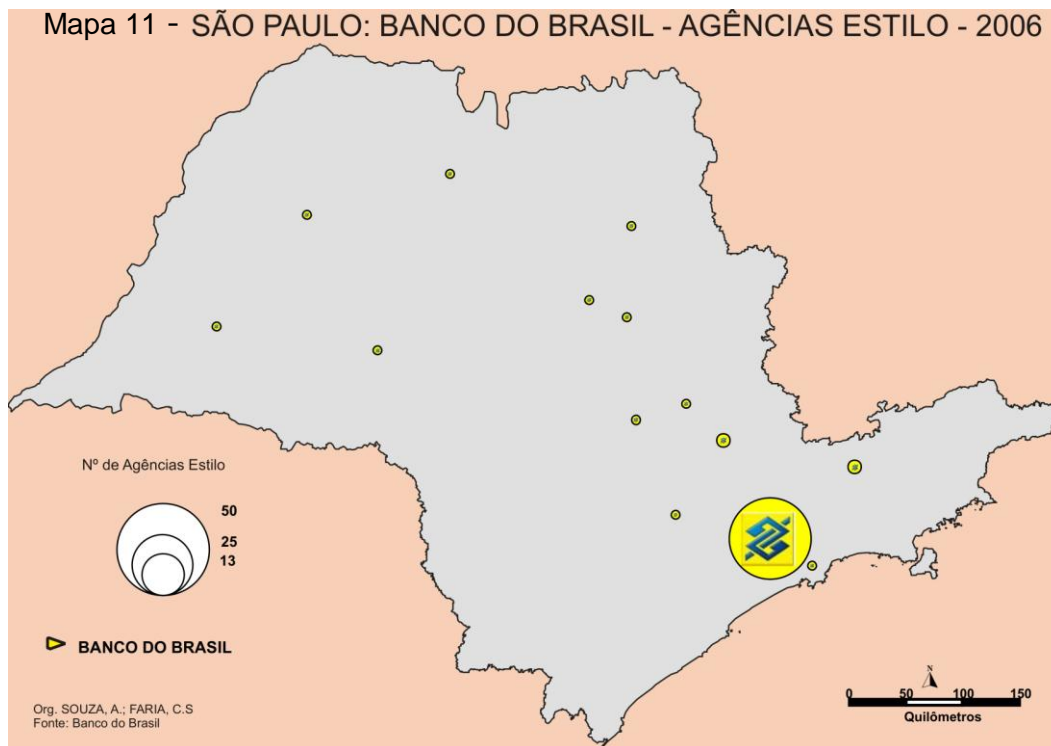 Mapa 11 - SÃO PAULO: BANCO DO BRASIL - AGÊNCIAS ESTILO - 2006
Nº de Agências Estilo
50
25
13
BANCO DO BRASIL
Org. SOUZA, A.; FARIA, C.S
Fonte: Banco do Brasil
N
0 50 100 150
Quilômetros